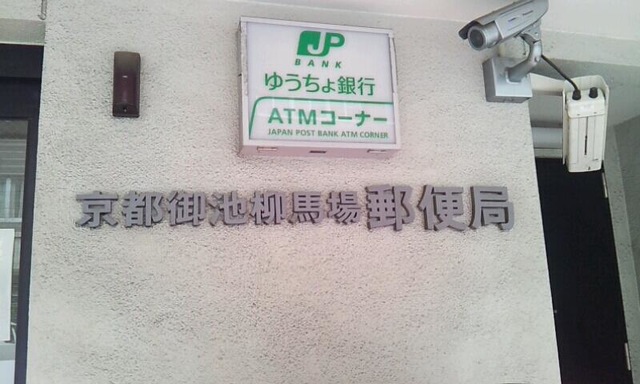 JP
BANK
ゆうちょ銀行
ATMコーナー
JAPAN POST BANK ATM CORNER
京都御池柳馬場郵便局